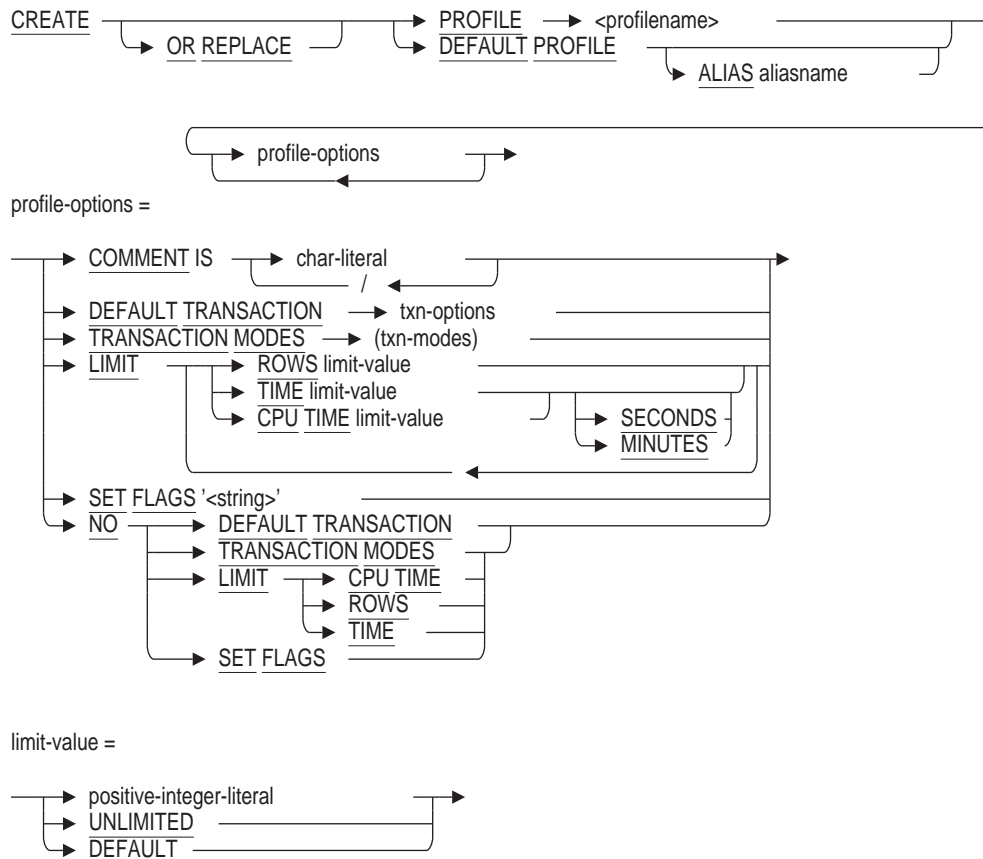 CREATE PROFILE <profilename>
OR REPLACE DEFAULT PROFILE
ALIAS aliasname
profile-options
profile-options =
COMMENT IS char-literal
/
DEFAULT TRANSACTION txn-options
TRANSACTION MODES (txn-modes)
LIMIT ROWS limit-value
TIME limit-value
CPU TIME limit-value SECONDS
MINUTES
SET FLAGS '<string>'
NO DEFAULT TRANSACTION
TRANSACTION MODES
LIMIT CPU TIME
ROWS
TIME
SET FLAGS
limit-value =
positive-integer-literal
UNLIMITED
DEFAULT